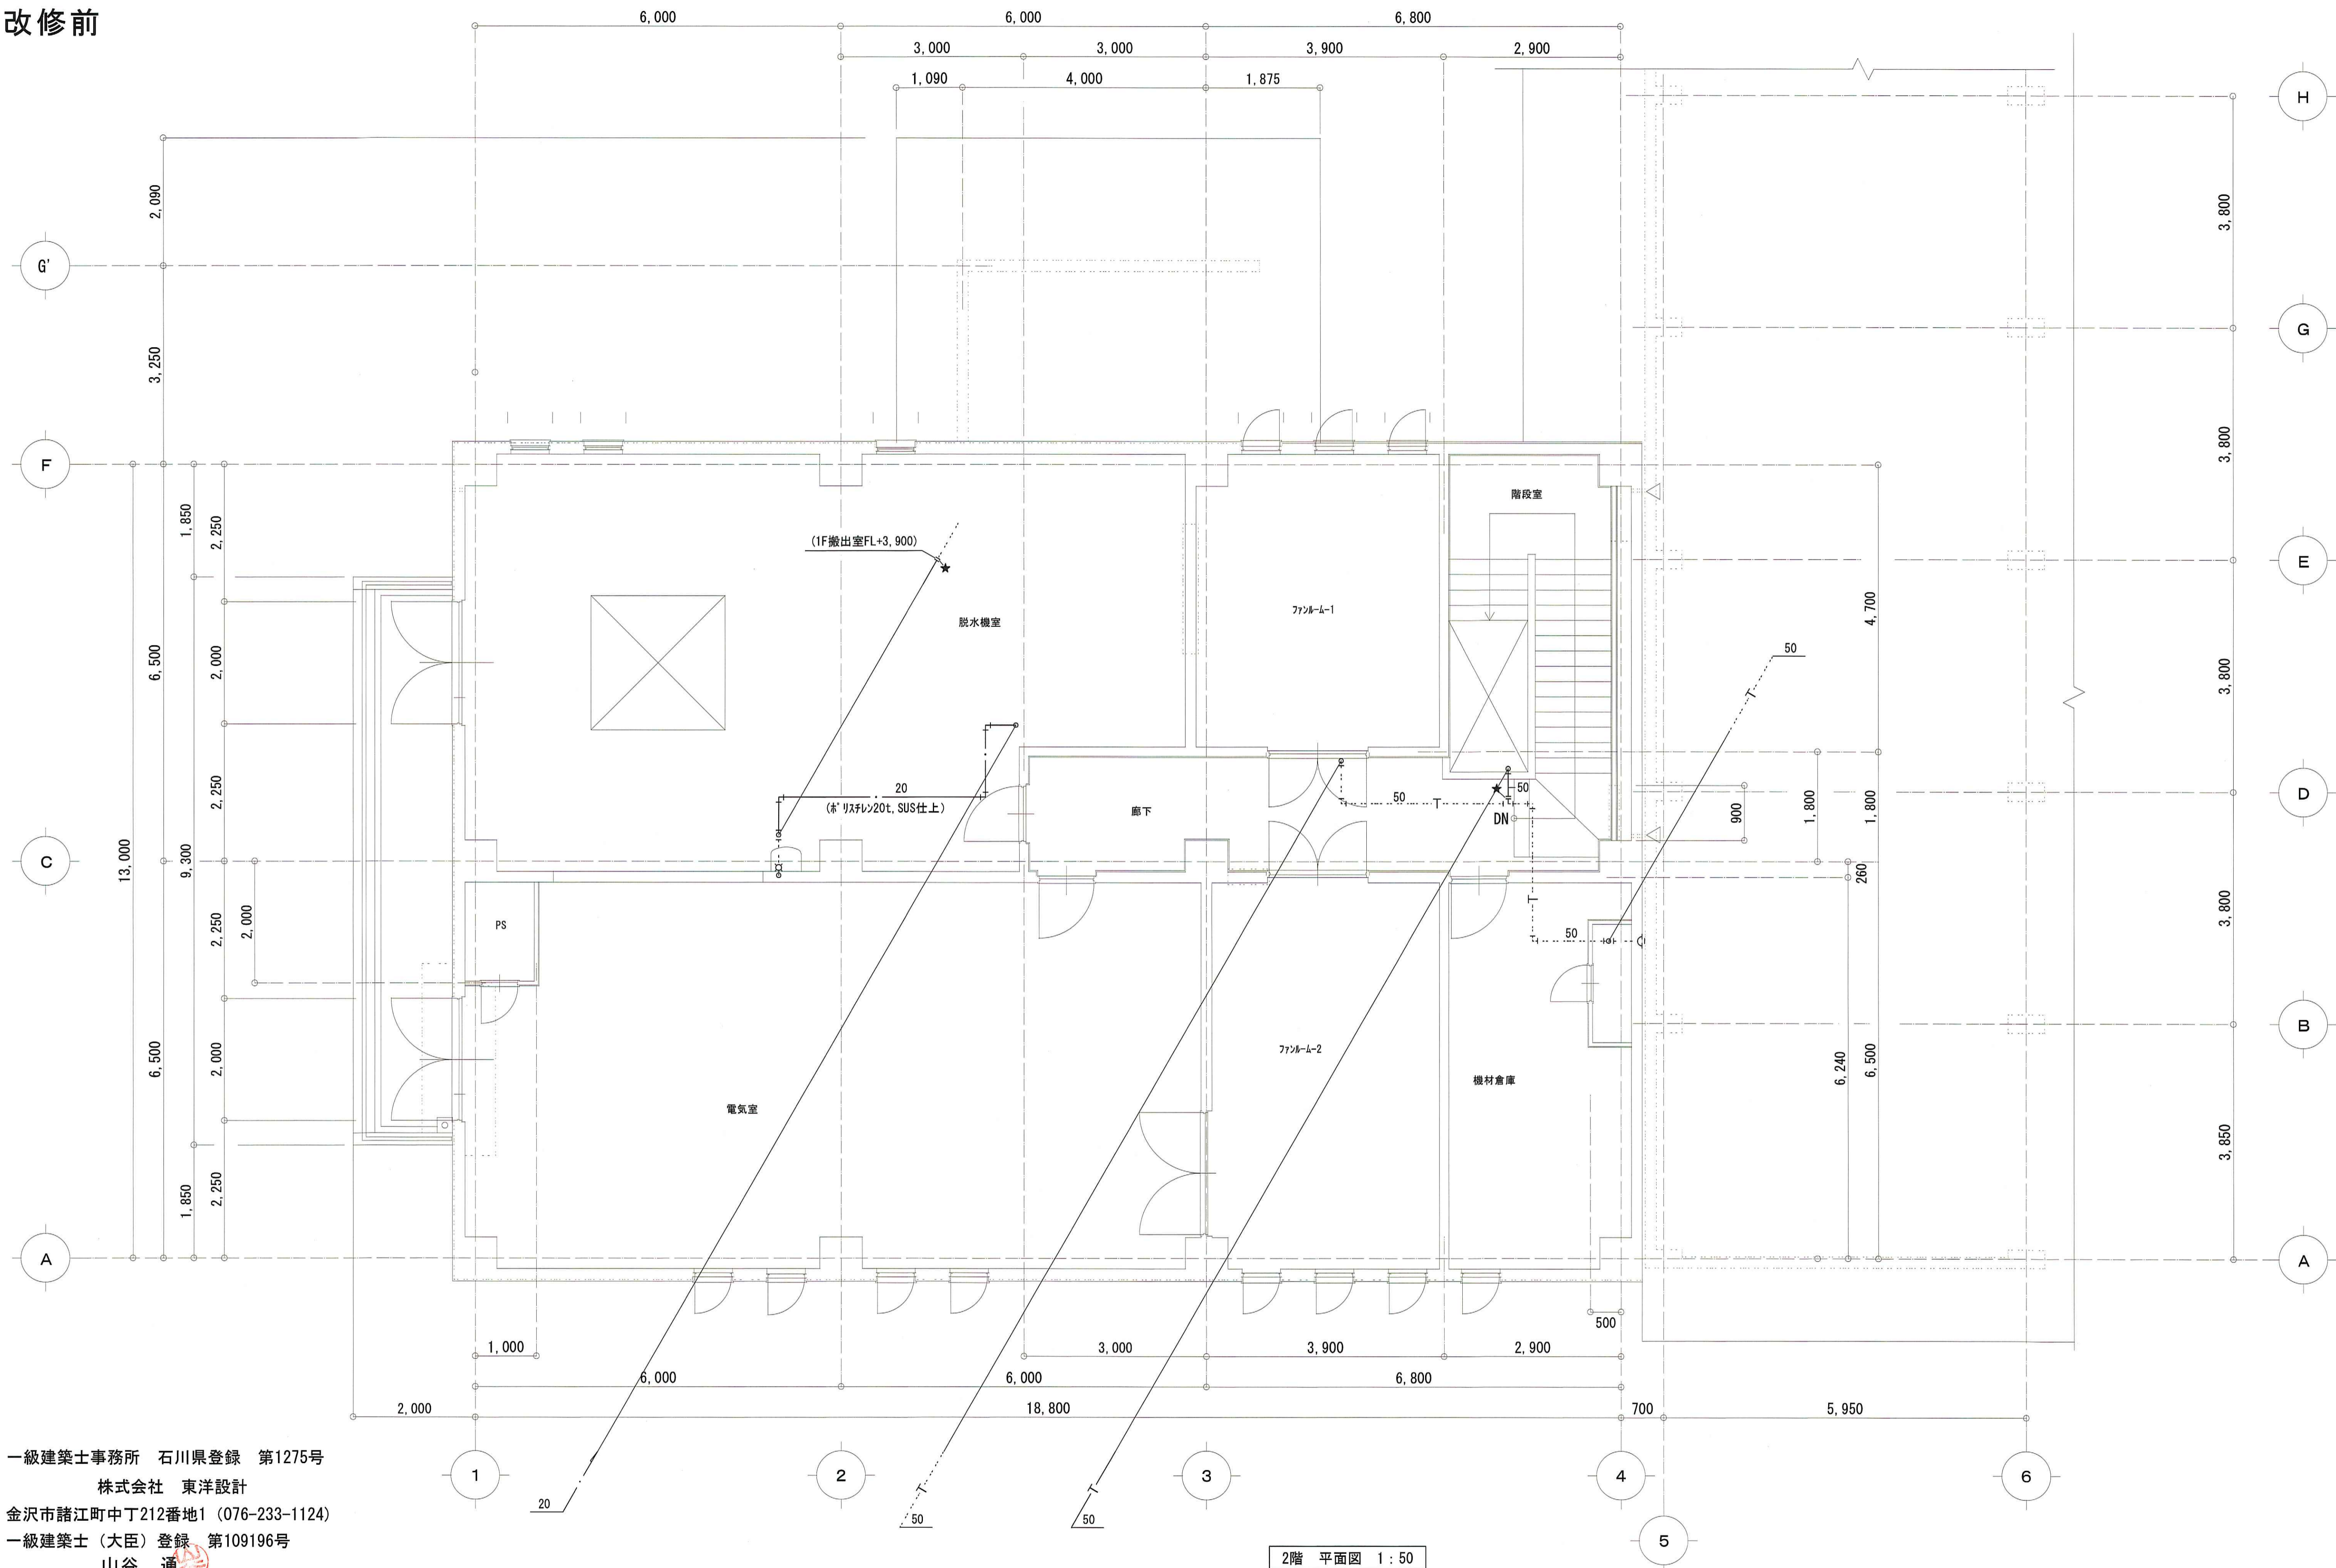 改修前
6,000
6,000
6,800
3,000
3,000
3,900
2,900
1,090
4,000
1,875
H
G'
G
F
E
D
C
B
A
A
2,090
3,250
6,500
6,500
13,000
1,850
9,300
1,850
2,250
2,000
2,250
2,250
2,000
2,250
2,000
3,800
3,800
3,800
3,800
3,850
4,700
1,800
6,500
1,800
260
6,240
900
(1F搬出室FL+3,900)
脱水機室
ファンルーム-1
階段室
50
20
(ポリスチレン20t,SUS仕上)
廊下
50
50
DN
50
PS
電気室
ファンルーム-2
機材倉庫
500
1,000
3,000
3,900
2,900
6,000
6,000
6,800
2,000
18,800
700
5,950
1
2
3
4
5
6
20
50
50
一級建築士事務所　石川県登録　第1275号
株式会社　東洋設計
金沢市諸江町中丁212番地1（076-233-1124）
一級建築士（大臣）登録　第109196号
山谷　通
2階　平面図　1：50